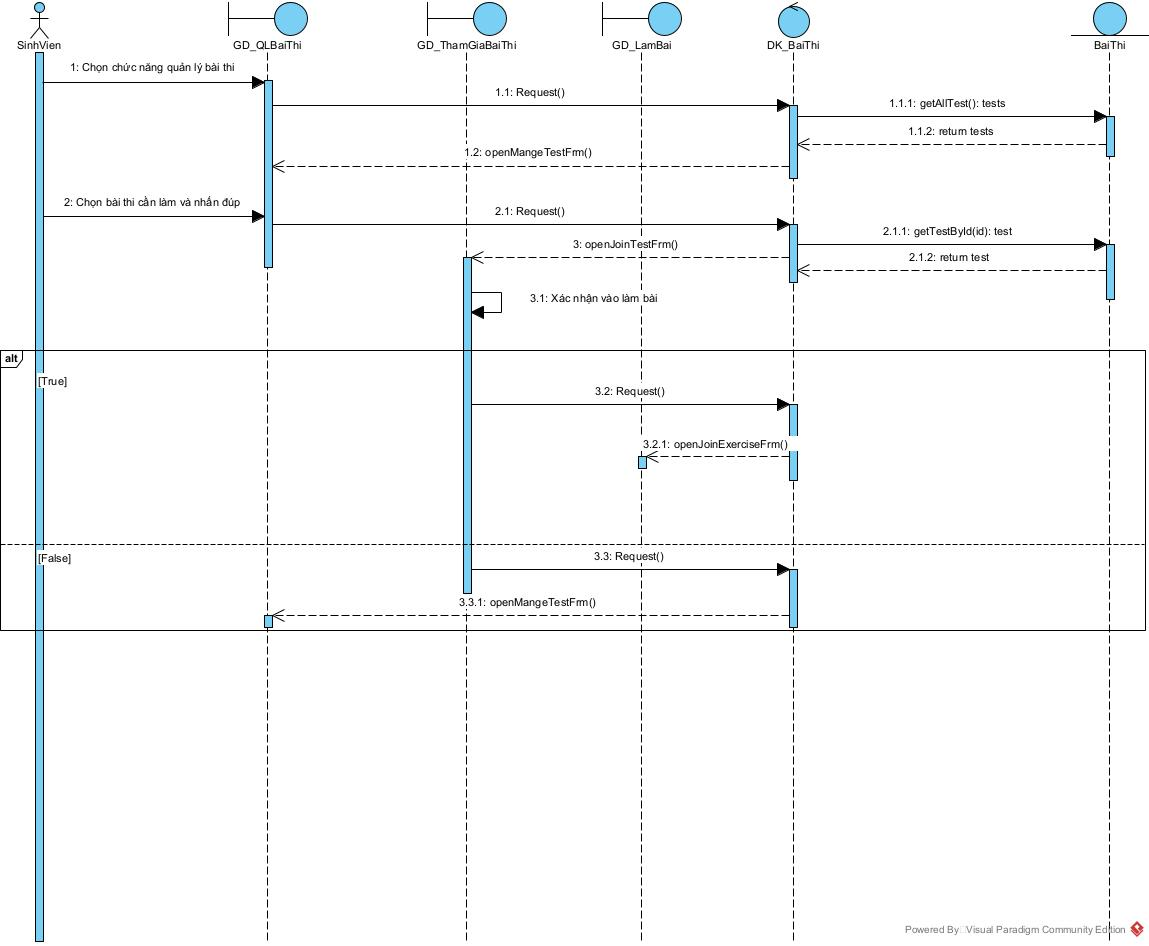 SinhVien
GD_QLBaiThi
GD_ThamGiaBaiThi
GD_LamBai
DK_BaiThi
BaiThi
1: Chọn chức năng quản lý bài thi
1.1: Request()
1.1.1: getAllTest(): tests
1.1.2: return tests
1.2: openMangeTestFrm()
2: Chọn bài thi cần làm và nhấn đúp
2.1: Request()
2.1.1: getTestById(id): test
3: openJoinTestFrm()
2.1.2: return test
3.1: Xác nhận vào làm bài
alt
[True]
3.2: Request()
3.2.1: openJoinExerciseFrm()
[False]
3.3: Request()
3.3.1: openMangeTestFrm()
Powered By Visual Paradigm Community Edition